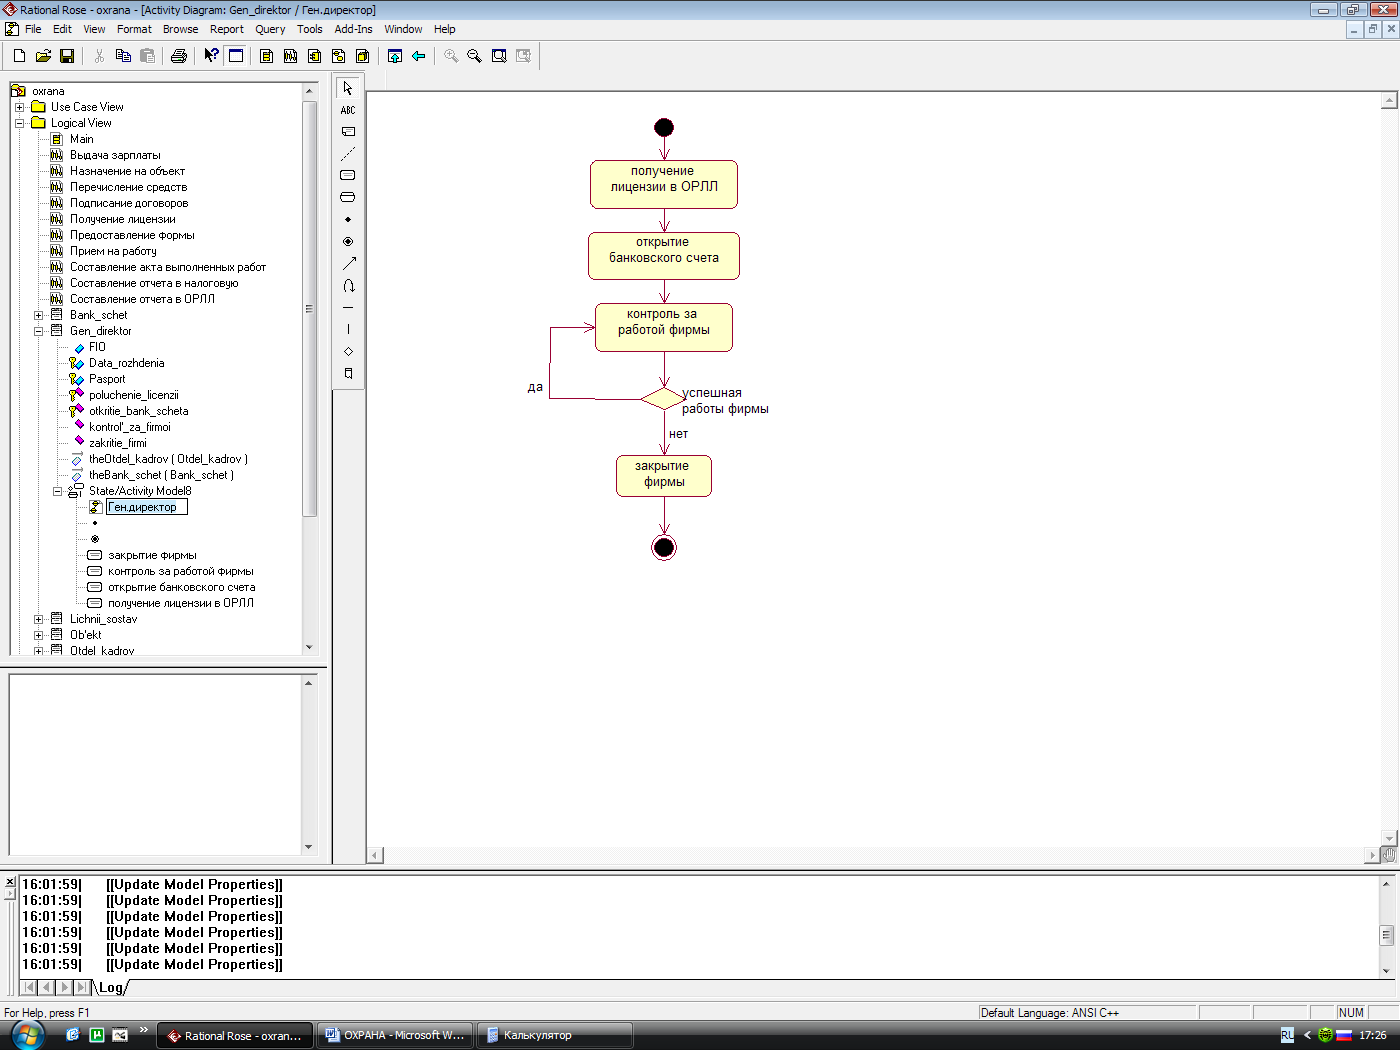 Rational Rose - oxrana - [Activity Diagram: Gen_direktor / Ген.директор]
File Edit View Format Browse Report Query Tools Add-Ins Window Help
oxrana
Use Case View
Logical View
Main
Выдача зарплаты
Назначение на объект
Перечисление средств
Подписание договоров
Получение лицензии
Предоставление формы
Прием на работу
Составление акта выполненных работ
Составление отчета в налоговую
Составление отчета в ОРЛЛ
Bank_schet
Gen_direktor
FIO
Data_rozhdenia
Pasport
poluchenie_licenzii
otkritie_bank_scheta
kontrol'_za_firmoi
zakritie_firmi
theOtdel_kadrov ( Otdel_kadrov )
theBank_schet ( Bank_schet )
State/Activity Model8
Ген.директор
закрытие фирмы
контроль за работой фирмы
открытие банковского счета
получение лицензии в ОРЛЛ
Lichnii_sostav
Ob'ekt
Otdel_kadrov
ABC
получение
лицензии в ОРЛЛ
открытие
банковского счета
контроль за
работой фирмы
да
успешная
работы фирмы
нет
закрытие
фирмы
16:01:59| [[Update Model Properties]]
16:01:59| [[Update Model Properties]]
16:01:59| [[Update Model Properties]]
16:01:59| [[Update Model Properties]]
16:01:59| [[Update Model Properties]]
16:01:59| [[Update Model Properties]]
Log
For Help, press F1
Default Language: ANSI C++
NUM
Rational Rose - oxran...
ОХРАНА - Microsoft W...
Калькулятор
RL
17:26